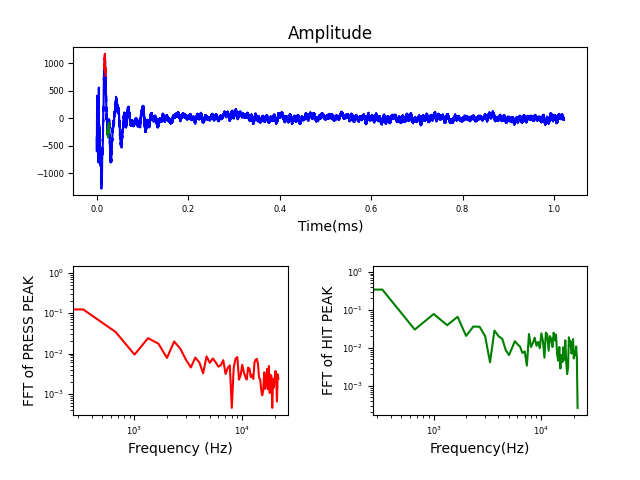 Amplitude
1000
500
0
−500
−1000
0.0 0.2 0.4 0.6 0.8 1.0
Time(ms)
FFT of PRESS PEAK
10⁰
10⁻¹
10⁻²
10⁻³
10³ 10⁴
Frequency (Hz)
FFT of HIT PEAK
10⁰
10⁻¹
10⁻²
10⁻³
10³ 10⁴
Frequency(Hz)